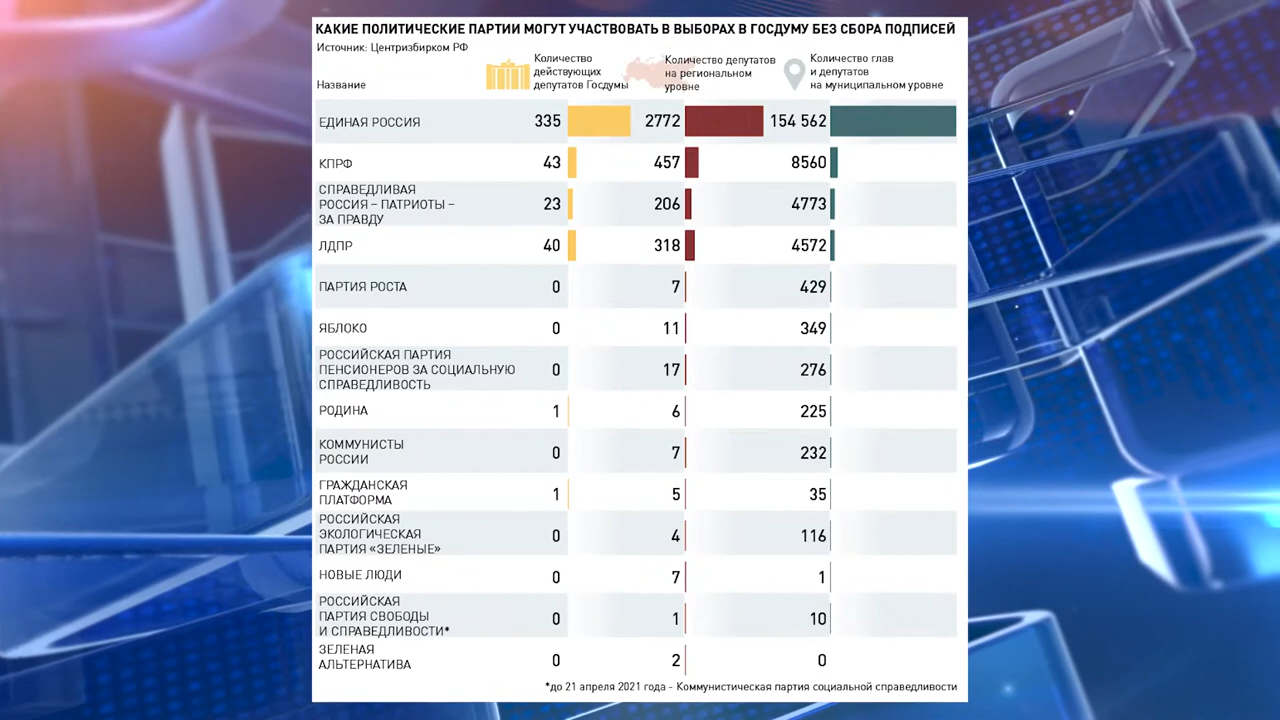 КАКИЕ ПОЛИТИЧЕСКИЕ ПАРТИИ МОГУТ УЧАСТВОВАТЬ В ВЫБОРАХ В ГОСДУМУ БЕЗ СБОРА ПОДПИСЕЙ
Источник: Центризбирком РФ
Название
Количество
действующих
депутатов Госдумы
Количество депутатов
на региональном
уровне
Количество глав
и депутатов
на муниципальном уровне
ЕДИНАЯ РОССИЯ 335 2772 154 562
КПРФ 43 457 8560
СПРАВЕДЛИВАЯ
РОССИЯ – ПАТРИОТЫ –
ЗА ПРАВДУ
23 206 4773
ЛДПР 40 318 4572
ПАРТИЯ РОСТА 0 7 429
ЯБЛОКО 0 11 349
РОССИЙСКАЯ ПАРТИЯ
ПЕНСИОНЕРОВ ЗА СОЦИАЛЬНУЮ
СПРАВЕДЛИВОСТЬ
0 17 276
РОДИНА 1 6 225
КОММУНИСТЫ
РОССИИ
0 7 232
ГРАЖДАНСКАЯ
ПЛАТФОРМА
1 5 35
РОССИЙСКАЯ
ЭКОЛОГИЧЕСКАЯ
ПАРТИЯ «ЗЕЛЕНЫЕ»
0 4 116
НОВЫЕ ЛЮДИ 0 7 1
РОССИЙСКАЯ
ПАРТИЯ СВОБОДЫ
И СПРАВЕДЛИВОСТИ*
0 1 10
ЗЕЛЕНАЯ
АЛЬТЕРНАТИВА
0 2 0
*до 21 апреля 2021 года - Коммунистическая партия социальной справедливости